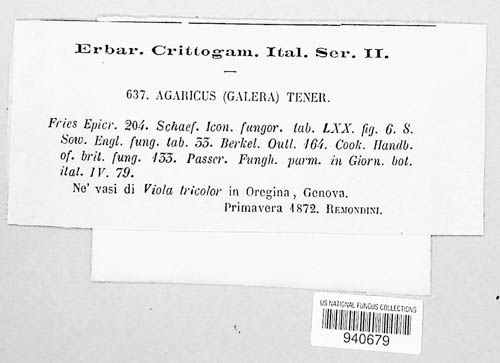 Erbar. Crittogam. Ital. Ser. II.
637. AGARICUS (GALERA) TENER.
Fries Epicr. 204. Schaef. Icon. fungor. tab. LXX. fig. 6. 8.
Sow. Engl. fung. tab. 33. Berkel. Outl. 164. Cook. Handb.
of. brit. fung. 153. Passer. Fungh. parm. in Giorn. bot.
ital. IV. 79.
Ne' vasi di Viola tricolor in Oregina, Genova.
Primavera 1872. REMONDINI.
US NATIONAL FUNGUS COLLECTIONS
940679